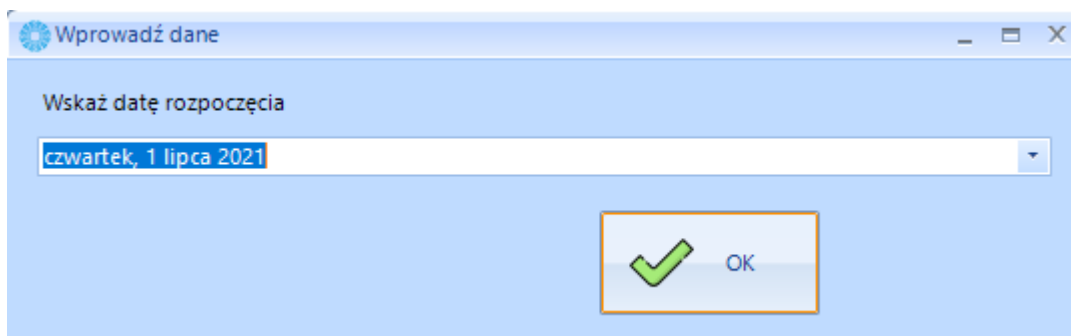 Wprowadź dane
Wskaż datę rozpoczęcia
czwartek, 1 lipca 2021
OK